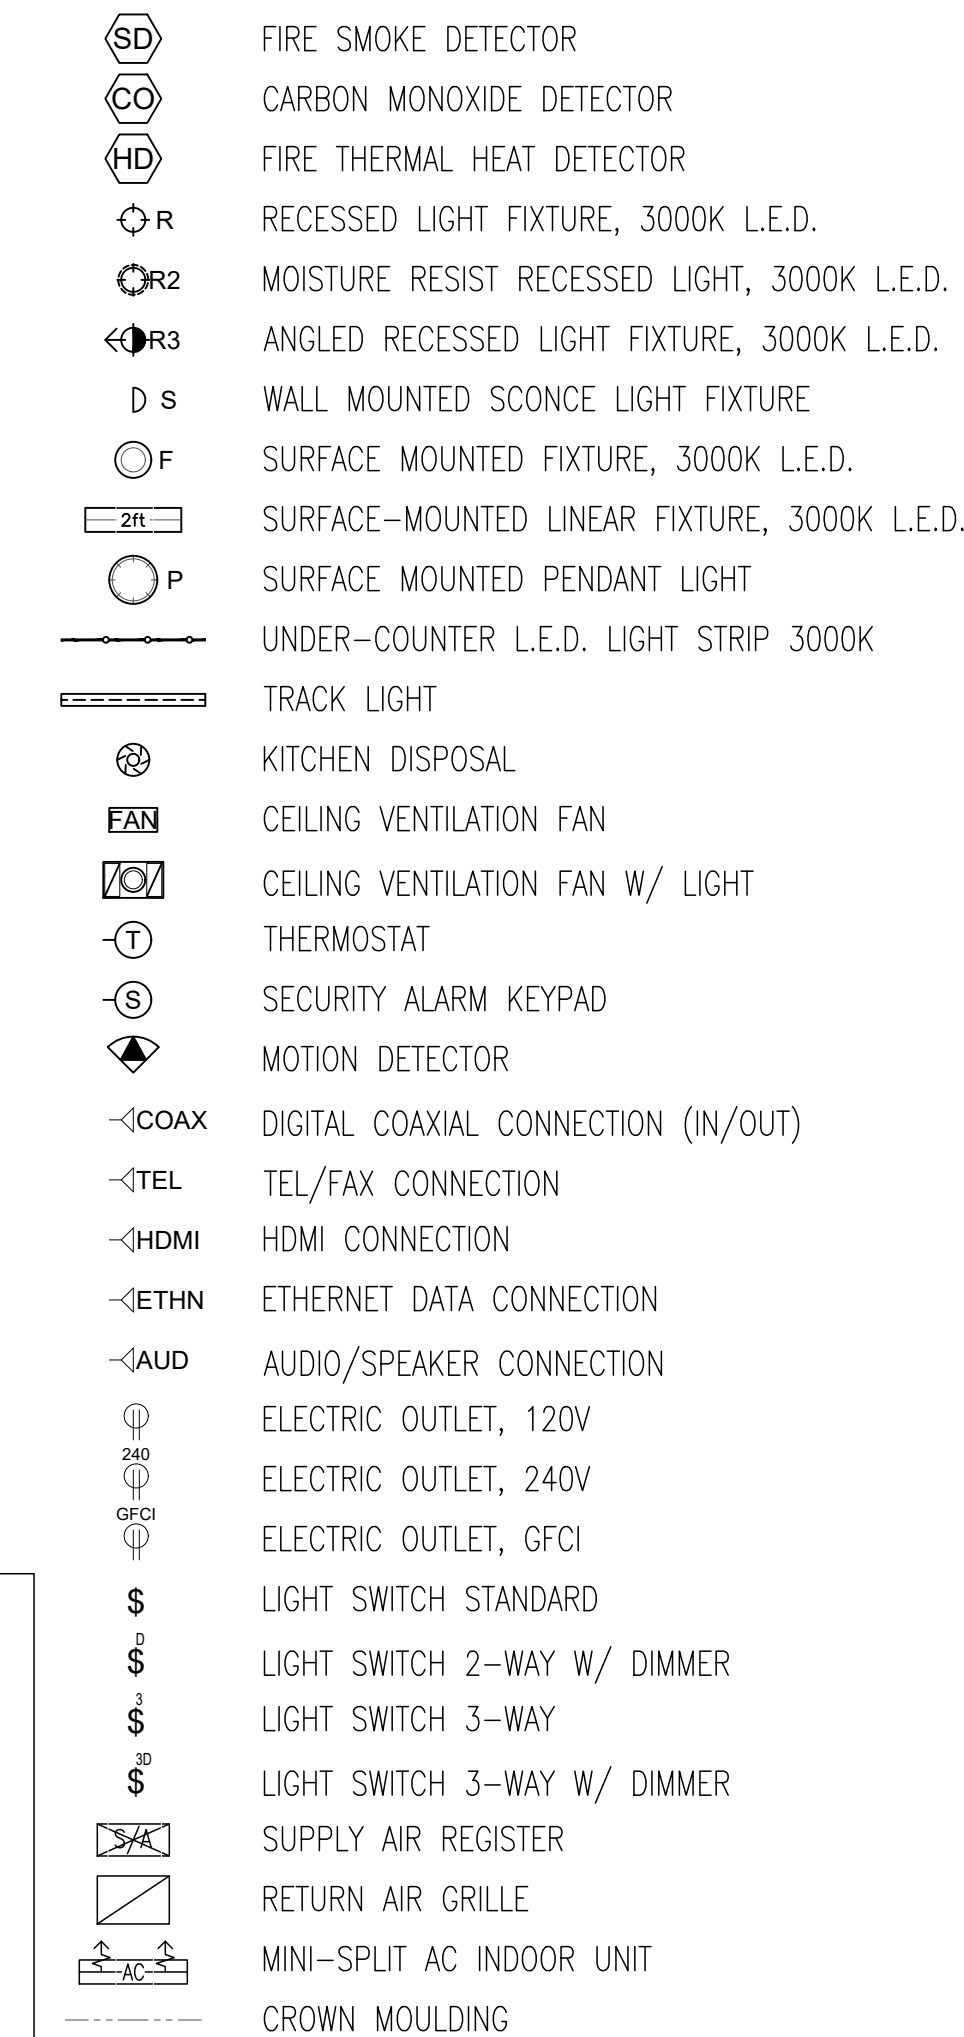 SD FIRE SMOKE DETECTOR
CO CARBON MONOXIDE DETECTOR
HD FIRE THERMAL HEAT DETECTOR
R RECESSED LIGHT FIXTURE, 3000K L.E.D.
R2 MOISTURE RESIST RECESSED LIGHT, 3000K L.E.D.
R3 ANGLED RECESSED LIGHT FIXTURE, 3000K L.E.D.
S WALL MOUNTED SCONCE LIGHT FIXTURE
F SURFACE MOUNTED FIXTURE, 3000K L.E.D.
2ft SURFACE-MOUNTED LINEAR FIXTURE, 3000K L.E.D.
P SURFACE MOUNTED PENDANT LIGHT
UNDER-COUNTER L.E.D. LIGHT STRIP 3000K
TRACK LIGHT
KITCHEN DISPOSAL
FAN CEILING VENTILATION FAN
CEILING VENTILATION FAN W/ LIGHT
T THERMOSTAT
S SECURITY ALARM KEYPAD
MOTION DETECTOR
COAX DIGITAL COAXIAL CONNECTION (IN/OUT)
TEL TEL/FAX CONNECTION
HDMI HDMI CONNECTION
ETHN ETHERNET DATA CONNECTION
AUD AUDIO/SPEAKER CONNECTION
ELECTRIC OUTLET, 120V
240 ELECTRIC OUTLET, 240V
GFCI ELECTRIC OUTLET, GFCI
$ LIGHT SWITCH STANDARD
$ D LIGHT SWITCH 2-WAY W/ DIMMER
$ 3 LIGHT SWITCH 3-WAY
$ 3D LIGHT SWITCH 3-WAY W/ DIMMER
S/A SUPPLY AIR REGISTER
RETURN AIR GRILLE
AC MINI-SPLIT AC INDOOR UNIT
CROWN MOULDING